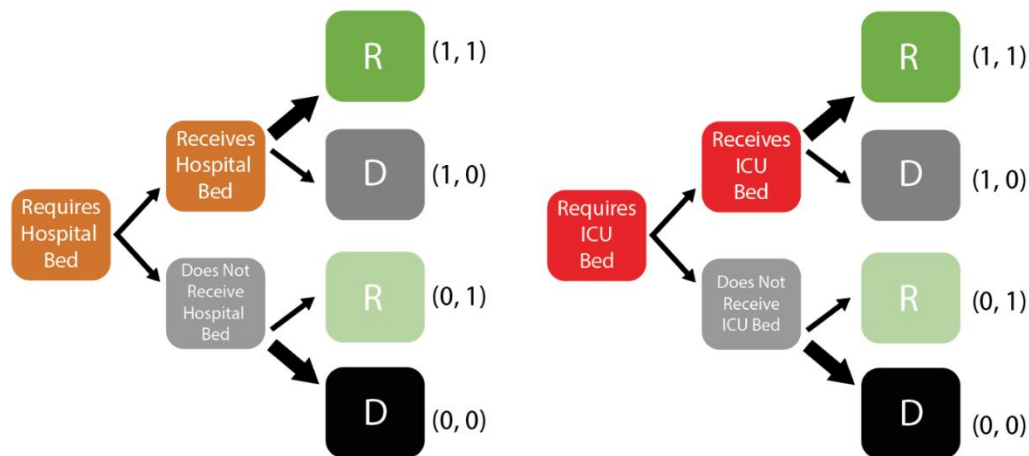 Requires
Hospital
Bed
Receives
Hospital
Bed
Does Not
Receive
Hospital
Bed
R
(1, 1)
D
(1, 0)
R
(0, 1)
D
(0, 0)
Requires
ICU
Bed
Receives
ICU
Bed
Does Not
Receive
ICU Bed
R
(1, 1)
D
(1, 0)
R
(0, 1)
D
(0, 0)